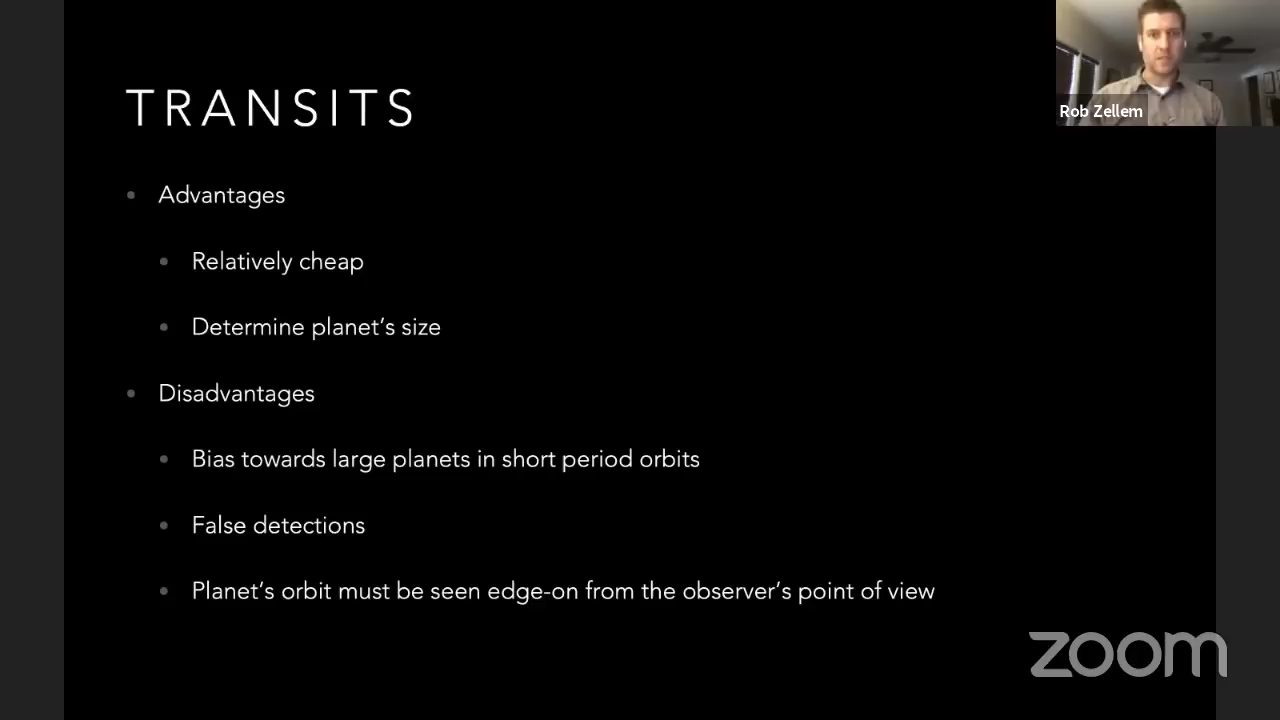 TRANSITS
Rob Zellem
Advantages
Relatively cheap
Determine planet’s size
Disadvantages
Bias towards large planets in short period orbits
False detections
Planet’s orbit must be seen edge-on from the observer’s point of view
zoom